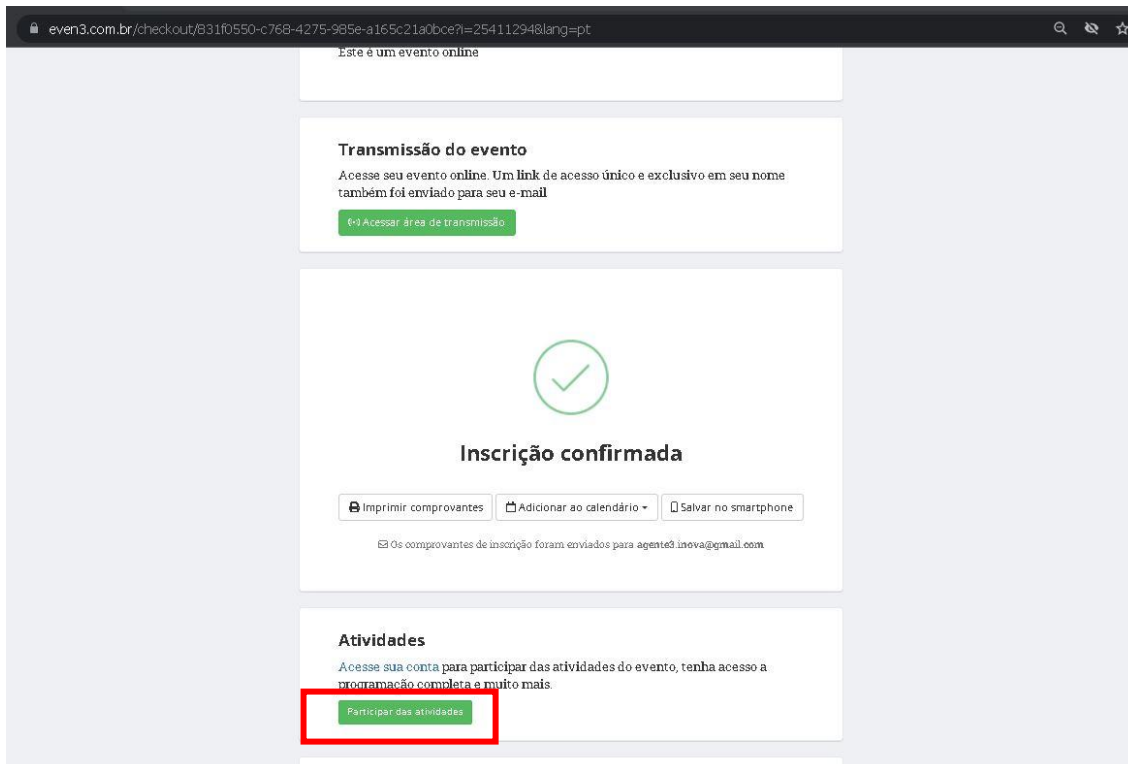 even3.com.br/checkout/831f0550-c768-4275-985e-a165c21a0bce?i=25411294&lang=pt
Este é um evento online
Transmissão do evento
Acesse seu evento online. Um link de acesso único e exclusivo em seu nome
também foi enviado para seu e-mail
Acessar área de transmissão
Inscrição confirmada
Imprimir comprovantes Adicionar ao calendário Salvar no smartphone
Os comprovantes de inscrição foram enviados para agente3.inova@gmail.com
Atividades
Acesse sua conta para participar das atividades do evento, tenha acesso a
programação completa e muito mais.
Participar das atividades